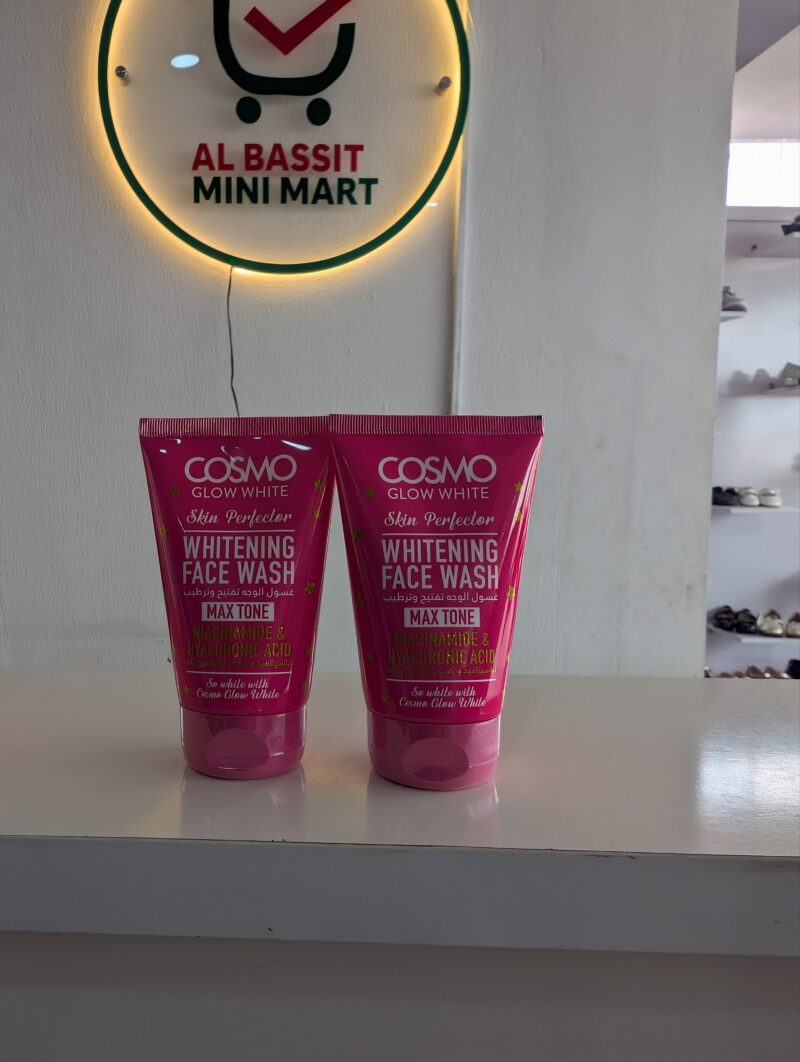 AL BASSIT
MINI MART
COSMO
GLOW WHITE
Skin Perfector
WHITENING
FACE WASH
غسول الوجه تفتيح وترطيب
MAX TONE
NIACINAMIDE &
HYALURONIC ACID
So white with
Cosmo Glow White
COSMO
GLOW WHITE
Skin Perfector
WHITENING
FACE WASH
غسول الوجه تفتيح وترطيب
MAX TONE
NIACINAMIDE &
HYALURONIC ACID
So white with
Cosmo Glow White